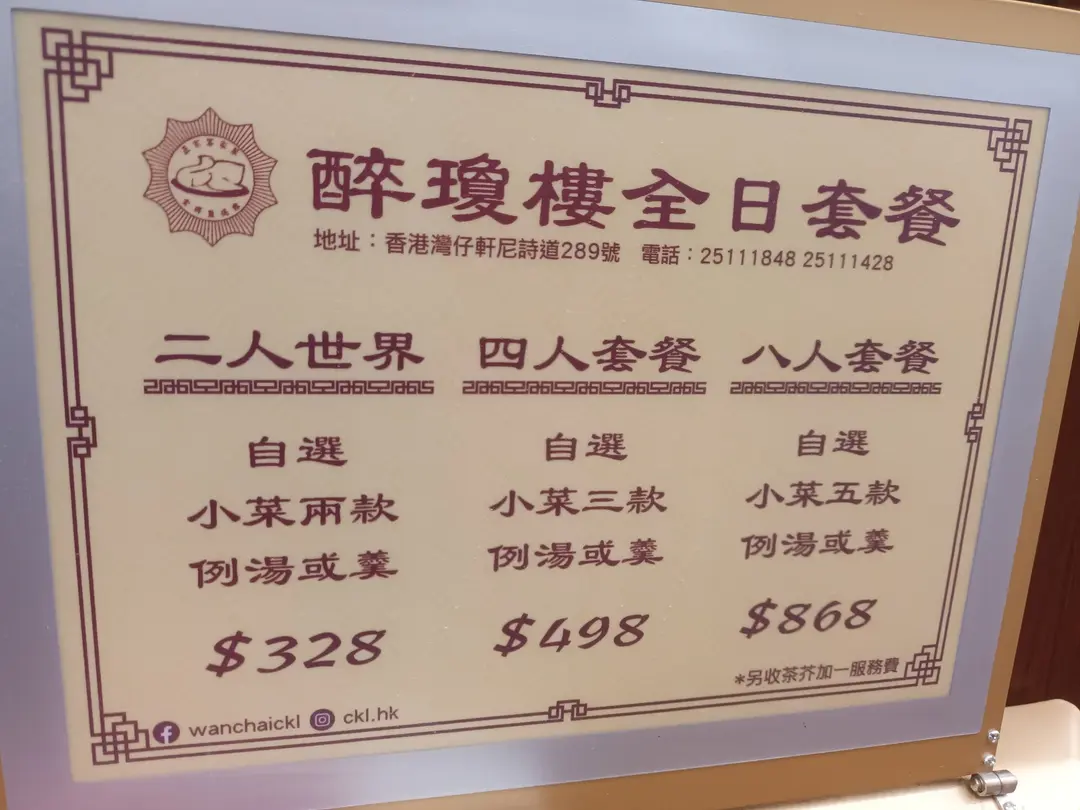 醉瓊樓全日套餐
地址：香港灣仔軒尼詩道289號 電話：25111848 25111428
二人世界
自選
小菜兩款
例湯或羹
$328
四人套餐
自選
小菜三款
例湯或羹
$498
八人套餐
自選
小菜五款
例湯或羹
$868
*另收茶芥加一服務費
wanchaickl ckl.hk